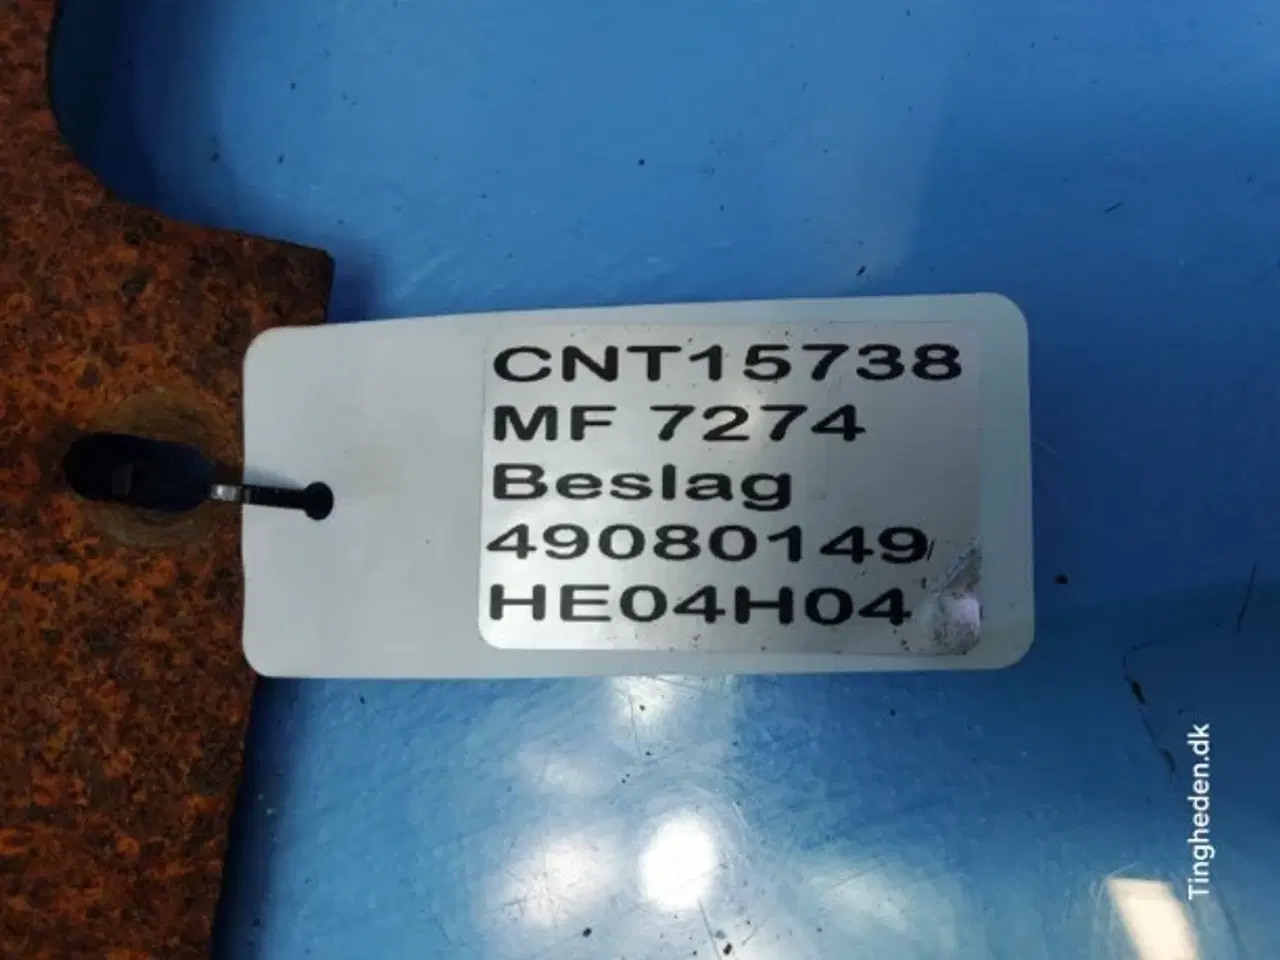 CNT15738
MF 7274
Beslag
49080149
HE04H04
Tingheden.dk